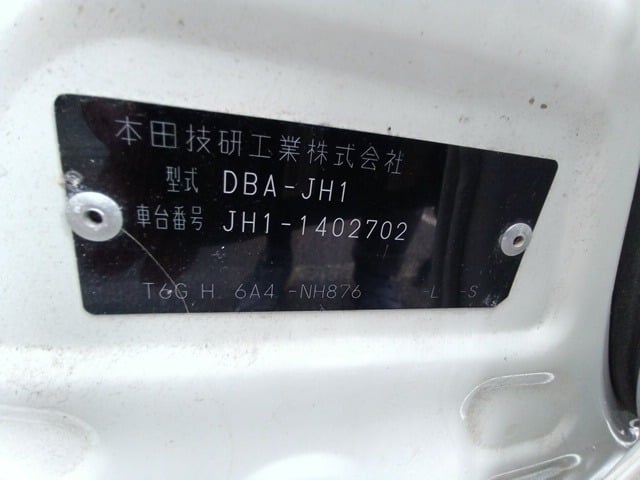 本田技研工業株式会社
型式 DBA-JH1
車台番号 JH1-1402702
T6G H 6A4 -NH876 -L -S